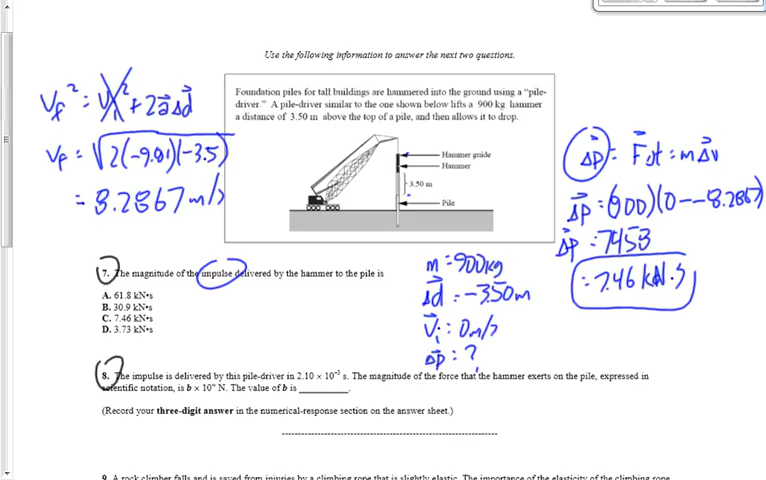 Use the following information to answer the next two questions.
Foundation piles for tall buildings are hammered into the ground using a "pile-
driver." A pile-driver similar to the one shown below lifts a 900 kg hammer
a distance of 3.50 m above the top of a pile, and then allows it to drop.
Hammer guide
Hammer
3.50 m
Pile
Vf² = Vi² + 2a⃗Δd⃗
Vf = √2(-9.81)(-3.5)
= 8.2867 m/s
Δp⃗ = F⃗Δt = mΔv⃗
Δp⃗ = (900)(0 - -8.2867)
Δp⃗ = 7458
= 7.46 kN·S
7. The magnitude of the impulse delivered by the hammer to the pile is
A. 61.8 kN•s
B. 30.9 kN•s
C. 7.46 kN•s
D. 3.73 kN•s
m = 900kg
Δd⃗ = -3.50m
V⃗i = 0m/s
Δp⃗ = ?
8. The impulse is delivered by this pile-driver in 2.10 × 10⁻³ s. The magnitude of the force that the hammer exerts on the pile, expressed in
scientific notation, is b × 10ⁿ N. The value of b is ________.
(Record your three-digit answer in the numerical-response section on the answer sheet.)
9. A rock climber falls and is saved from injuries by a climbing rope that is slightly elastic. The importance of the elasticity of the climbing rope